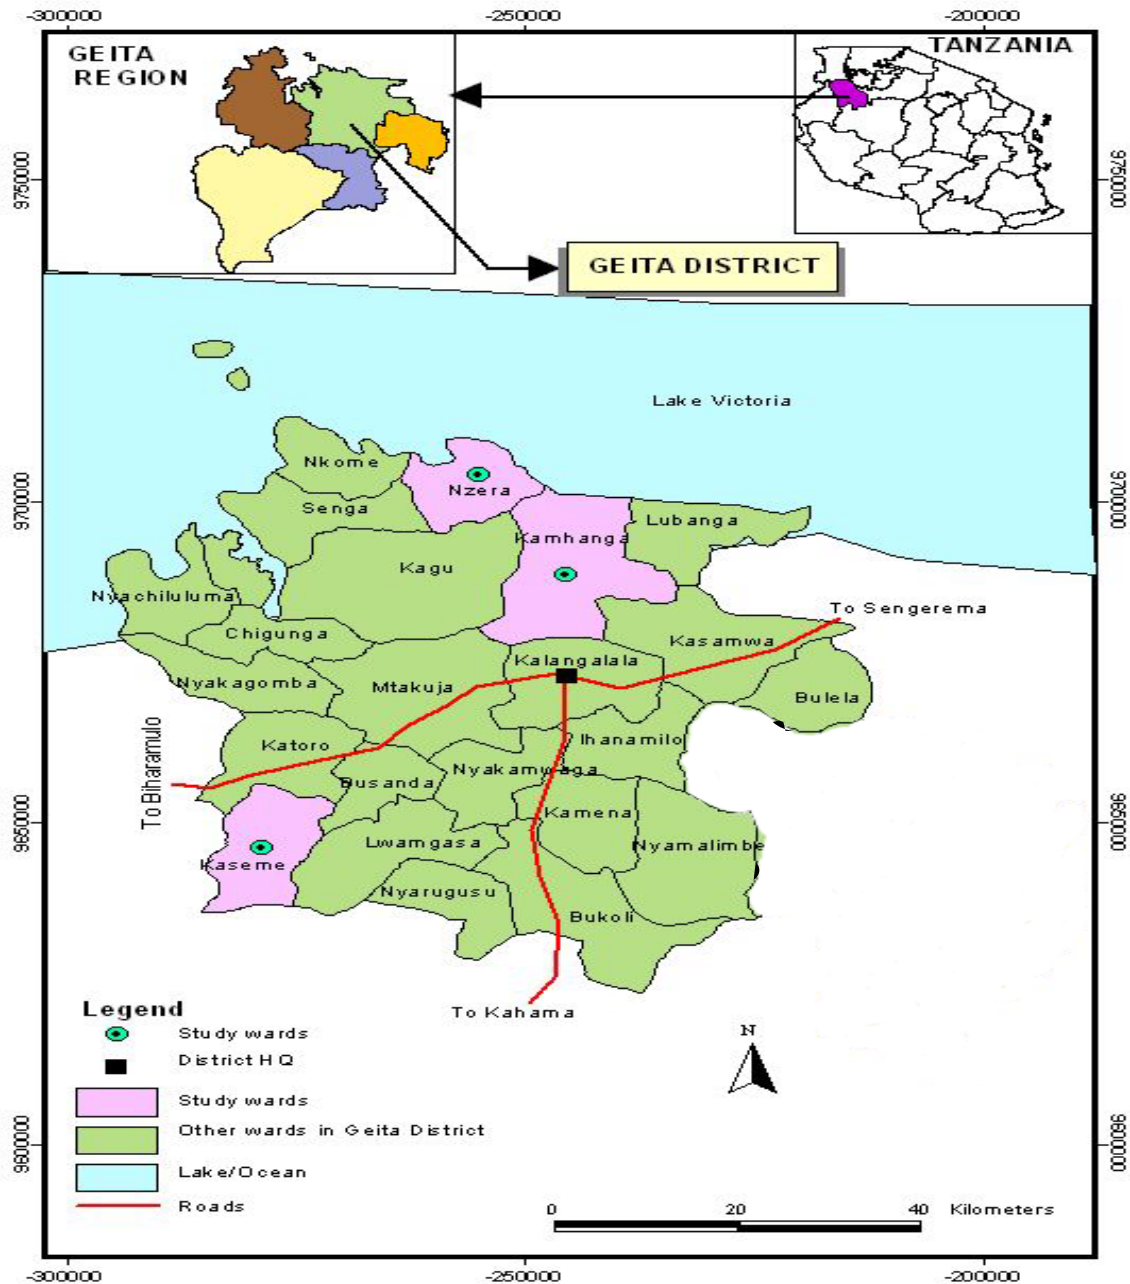 -300000 -250000 -200000
GEITA
REGION
TANZANIA
9750000 9750000
GEITA DISTRICT
Lake Victoria
Nkome
Nzera
9700000 9700000
Senga
Lubanga
Kamhanga
Kagu
Nyachiluluma
To Sengerema
Chigunga
Kasamwa
Kalangalala
Nyakagomba
Mtakuja
Bulela
Katoro
Ihanamilo
Nyakamwaga
Busanda
To Biharamulo
Kamena
9650000 9650000
Lwamgasa
Nyamalimbe
Kaseme
Nyarugusu
Bukoli
To Kahama
Legend
Study wards
District HQ
Study wards
Other wards in Geita District
Lake/Ocean
Roads
N
9600000 9600000
0 20 40 Kilometers
-300000 -250000 -200000